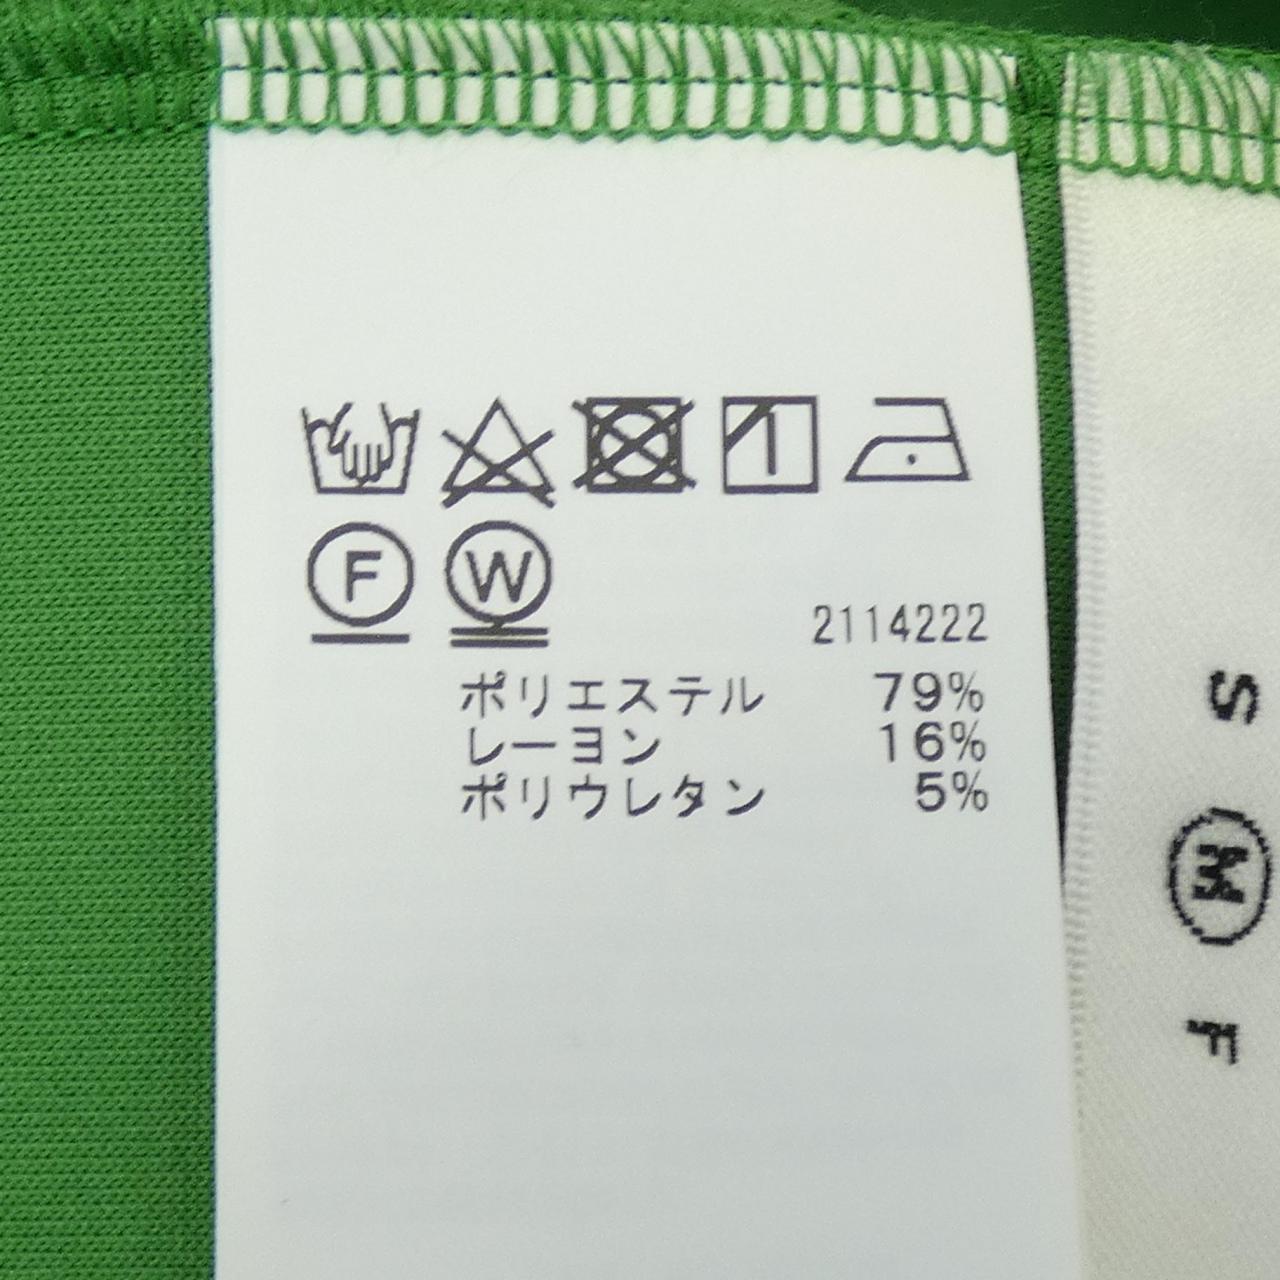 F W
2114222
ポリエステル 79%
レーヨン 16%
ポリウレタン 5%
S
M
F